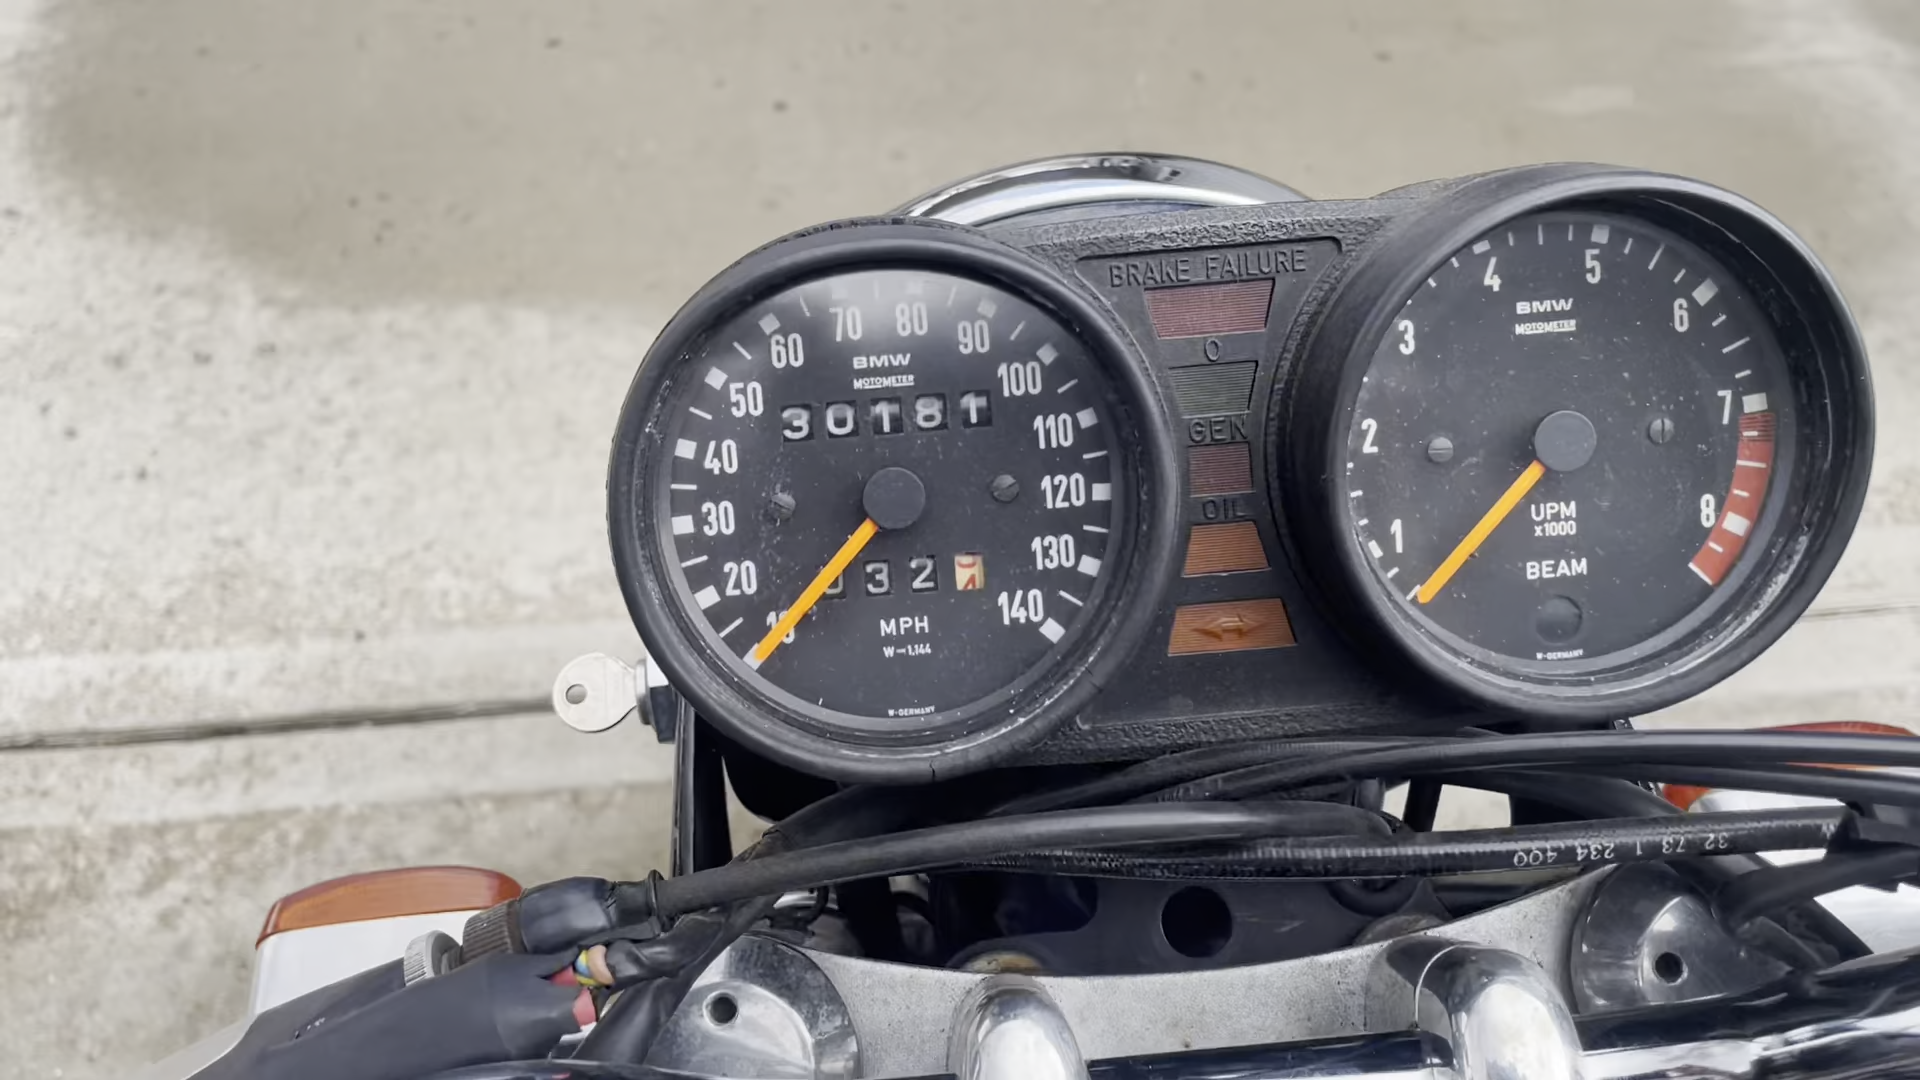 70 80
60 90
50 100
40 110
30 120
20 130
10 140
BMW
MOTOMETER
30181
32
MPH
W=1,144
W-GERMANY
BRAKE FAILURE
O
GEN
OIL
4 5
3 6
2 7
1 8
BMW
MOTOMETER
UPM
x1000
BEAM
W-GERMANY
32 73 1 234.400